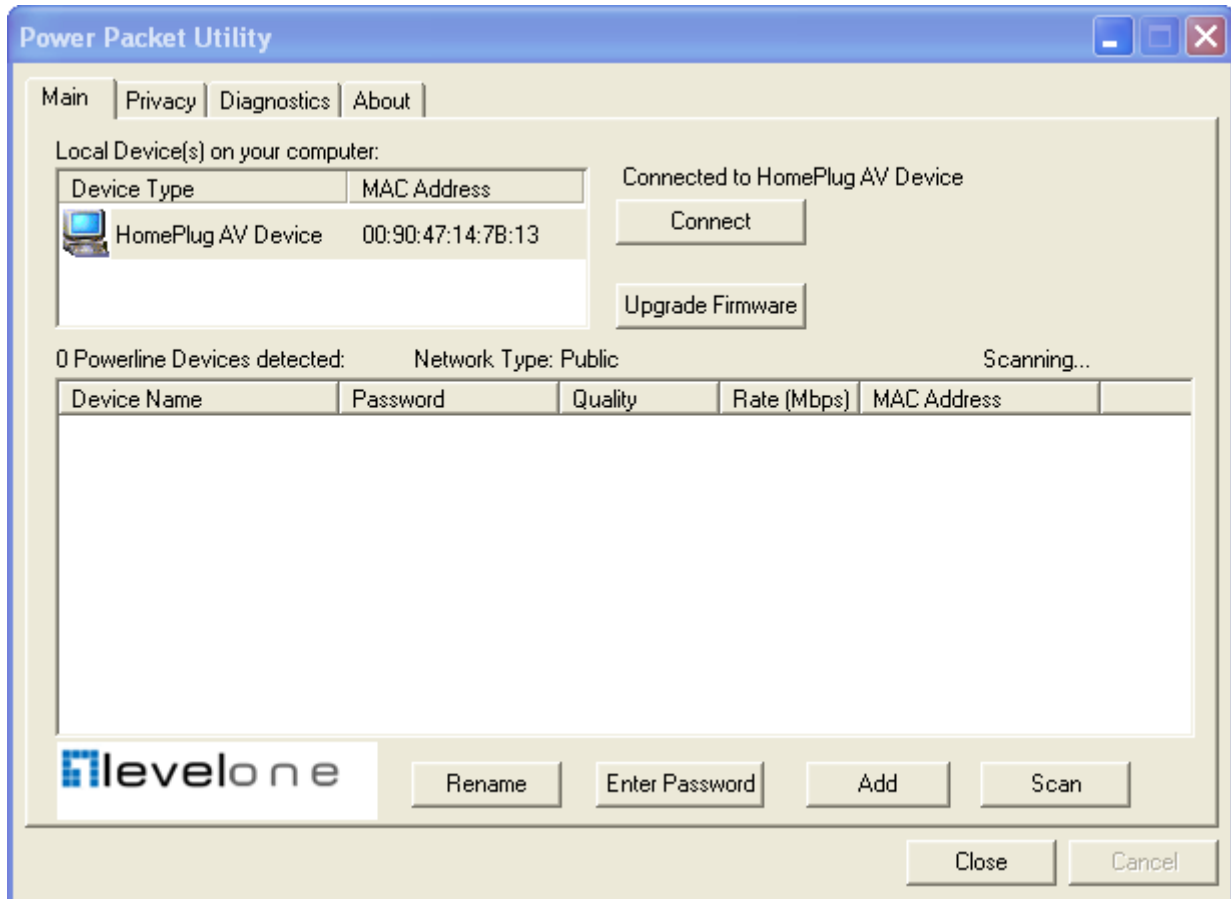 Power Packet Utility
Main Privacy Diagnostics About
Local Device(s) on your computer:
Device Type MAC Address
Connected to HomePlug AV Device
HomePlug AV Device 00:90:47:14:7B:13
Connect
Upgrade Firmware
0 Powerline Devices detected: Network Type: Public Scanning...
Device Name Password Quality Rate (Mbps) MAC Address
levelone
Rename Enter Password Add Scan
Close Cancel